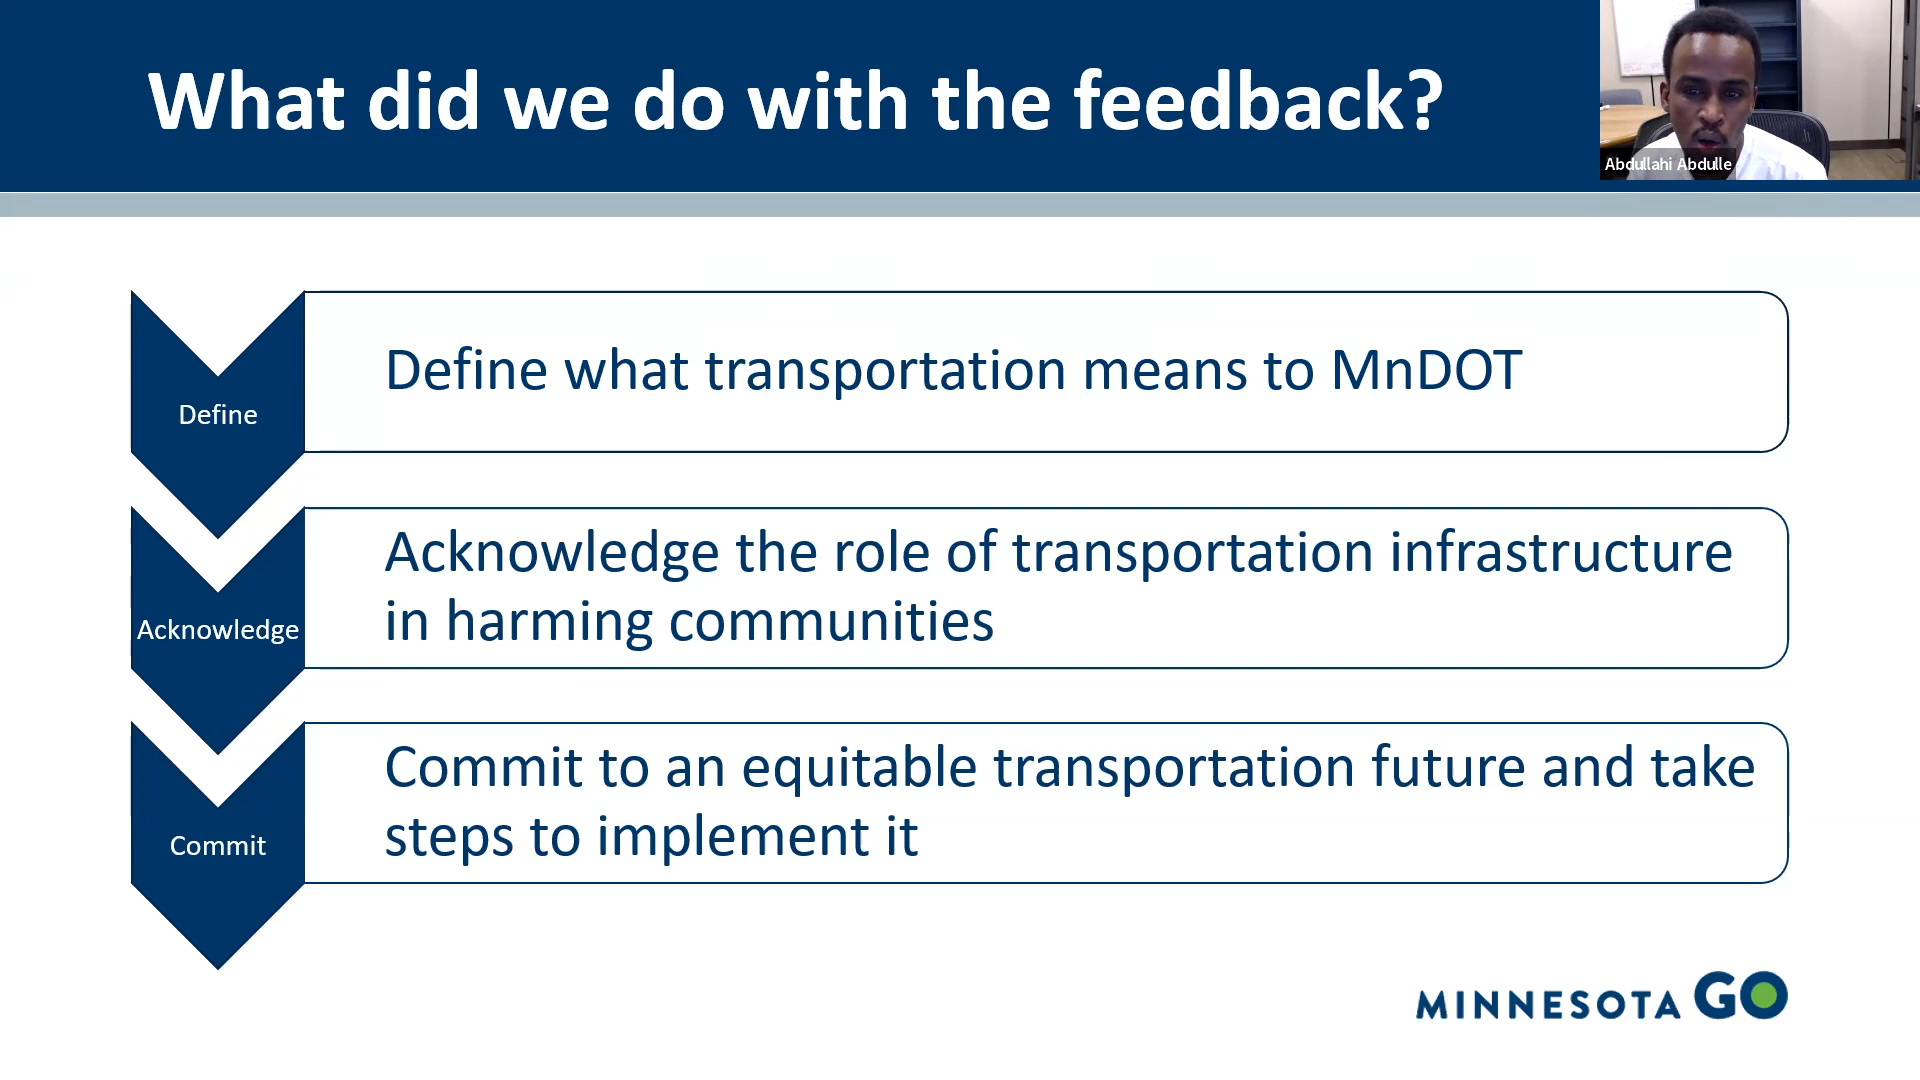 What did we do with the feedback?
Abdullahi Abdulle
Define
Define what transportation means to MnDOT
Acknowledge
Acknowledge the role of transportation infrastructure
in harming communities
Commit
Commit to an equitable transportation future and take
steps to implement it
MINNESOTA GO